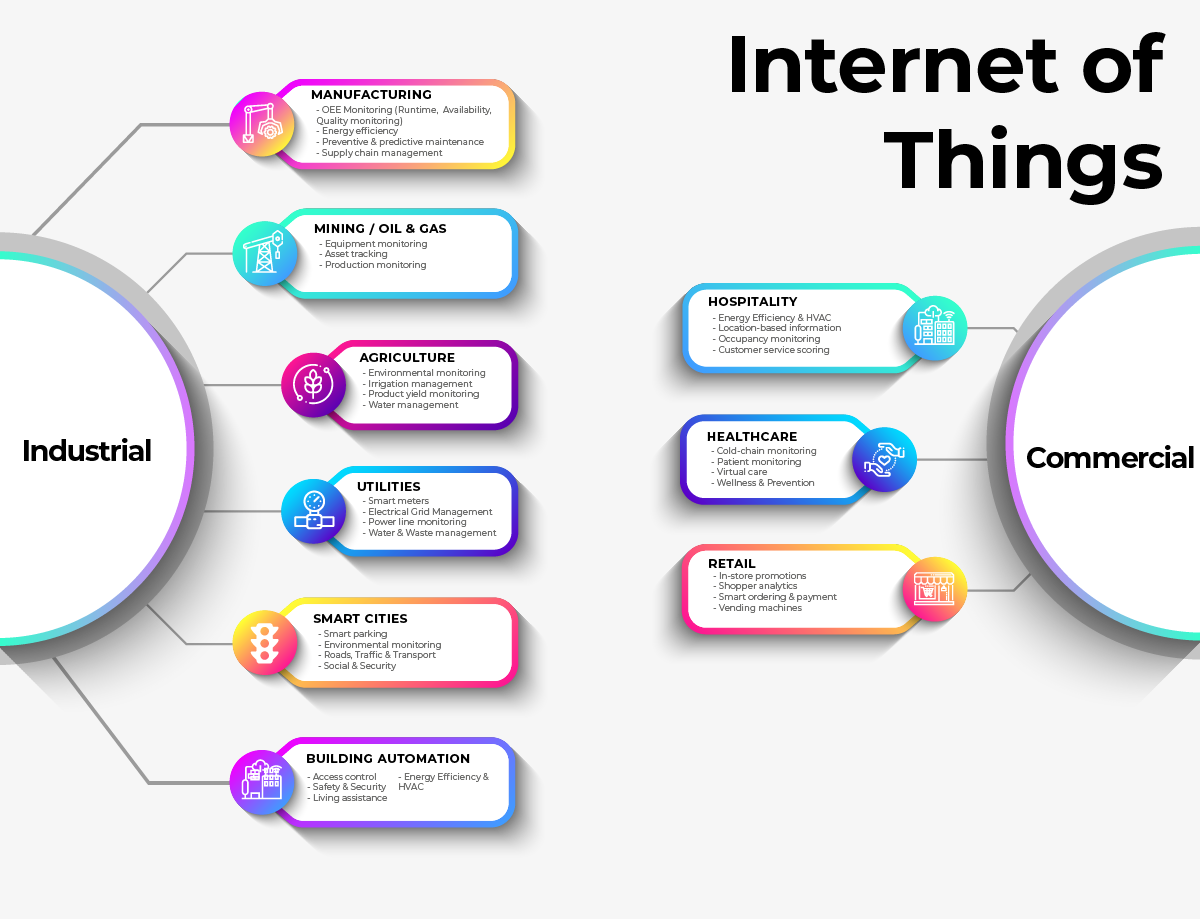 Internet of
Things
Industrial
MANUFACTURING
- OEE Monitoring (Runtime, Availability,
Quality monitoring)
- Energy efficiency
- Preventive & predictive maintenance
- Supply chain management
MINING / OIL & GAS
- Equipment monitoring
- Asset tracking
- Production monitoring
AGRICULTURE
- Environmental monitoring
- Irrigation management
- Product yield monitoring
- Water management
UTILITIES
- Smart meters
- Electrical Grid Management
- Power line monitoring
- Water & Waste management
SMART CITIES
- Smart parking
- Environmental monitoring
- Roads, Traffic & Transport
- Social & Security
BUILDING AUTOMATION
- Access control
- Safety & Security
- Living assistance
- Energy Efficiency &
HVAC
Commercial
HOSPITALITY
- Energy Efficiency & HVAC
- Location-based information
- Occupancy monitoring
- Customer service scoring
HEALTHCARE
- Cold-chain monitoring
- Patient monitoring
- Virtual care
- Wellness & Prevention
RETAIL
- In-store promotions
- Shopper analytics
- Smart ordering & payment
- Vending machines